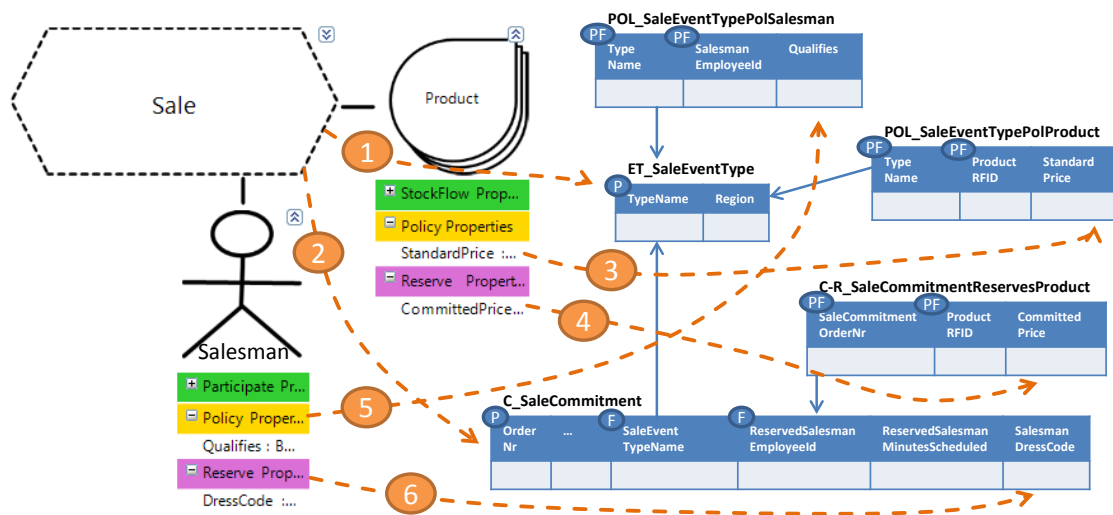 POL_SaleEventTypePolSalesman
PF
PF
Type
Name
Salesman
EmployeeId
Qualifies
Sale
Product
1
POL_SaleEventTypePolProduct
PF
PF
Type
Name
Product
RFID
Standard
Price
ET_SaleEventType
P
TypeName
Region
+ StockFlow Prop...
- Policy Properties
StandardPrice :...
- Reserve Propert...
CommittedPrice...
2
3
4
C-R_SaleCommitmentReservesProduct
PF
PF
SaleCommitment
OrderNr
Product
RFID
Committed
Price
Salesman
+ Participate Pr...
- Policy Proper...
Qualifies : B...
- Reserve Prop...
DressCode :...
5
6
C_SaleCommitment
P
F
F
Order
Nr
...
SaleEvent
TypeName
ReservedSalesman
EmployeeId
ReservedSalesman
MinutesScheduled
Salesman
DressCode